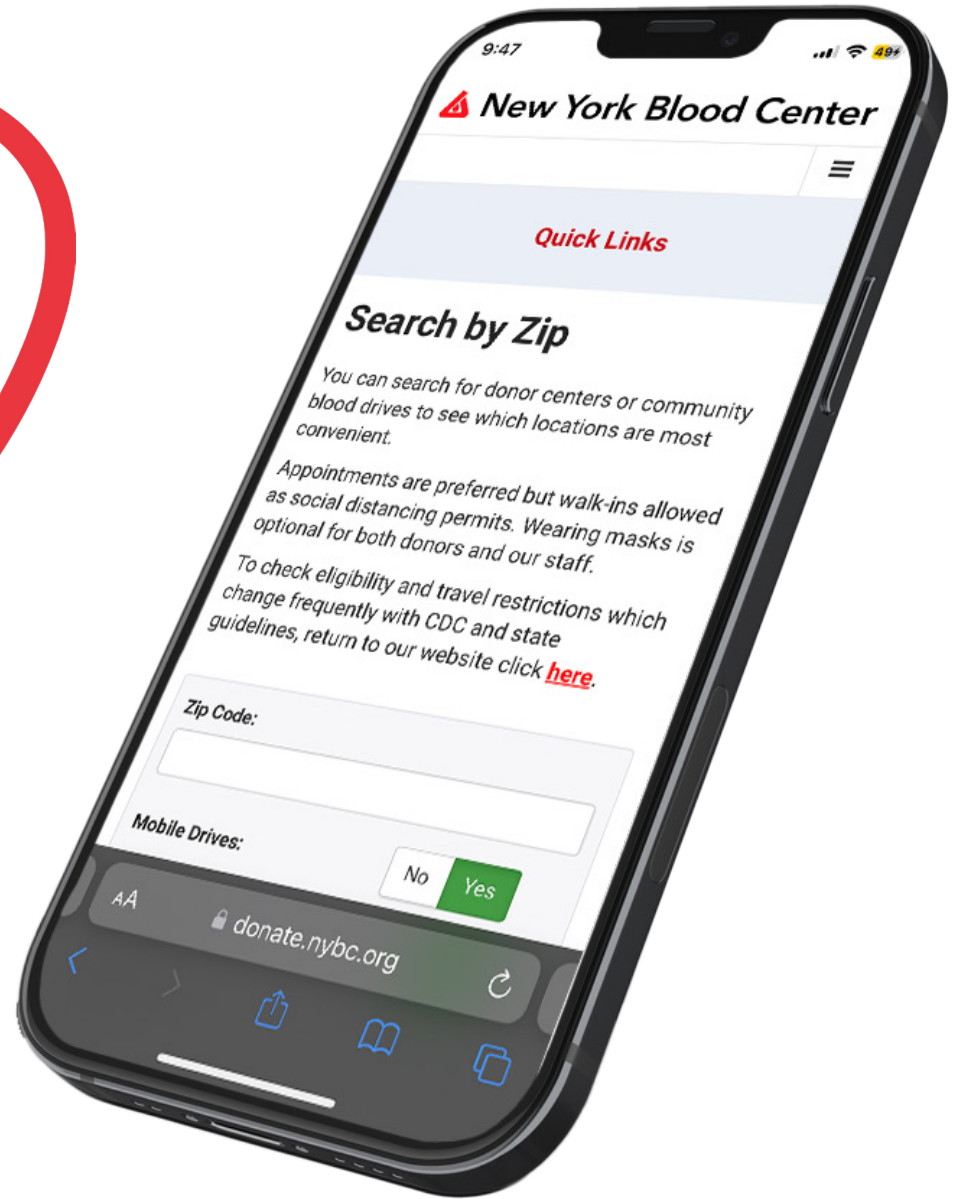 9:47
49
New York Blood Center
Quick Links
Search by Zip
You can search for donor centers or community
blood drives to see which locations are most
convenient.
Appointments are preferred but walk-ins allowed
as social distancing permits. Wearing masks is
optional for both donors and our staff.
To check eligibility and travel restrictions which
change frequently with CDC and state
guidelines, return to our website click here.
Zip Code:
Mobile Drives:
No Yes
AA donate.nybc.org